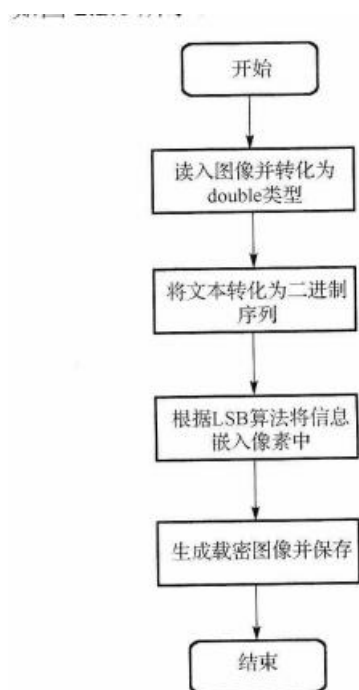 开始
读入图像并转化为
double类型
将文本转化为二进制
序列
根据LSB算法将信息
嵌入像素中
生成载密图像并保存
结束